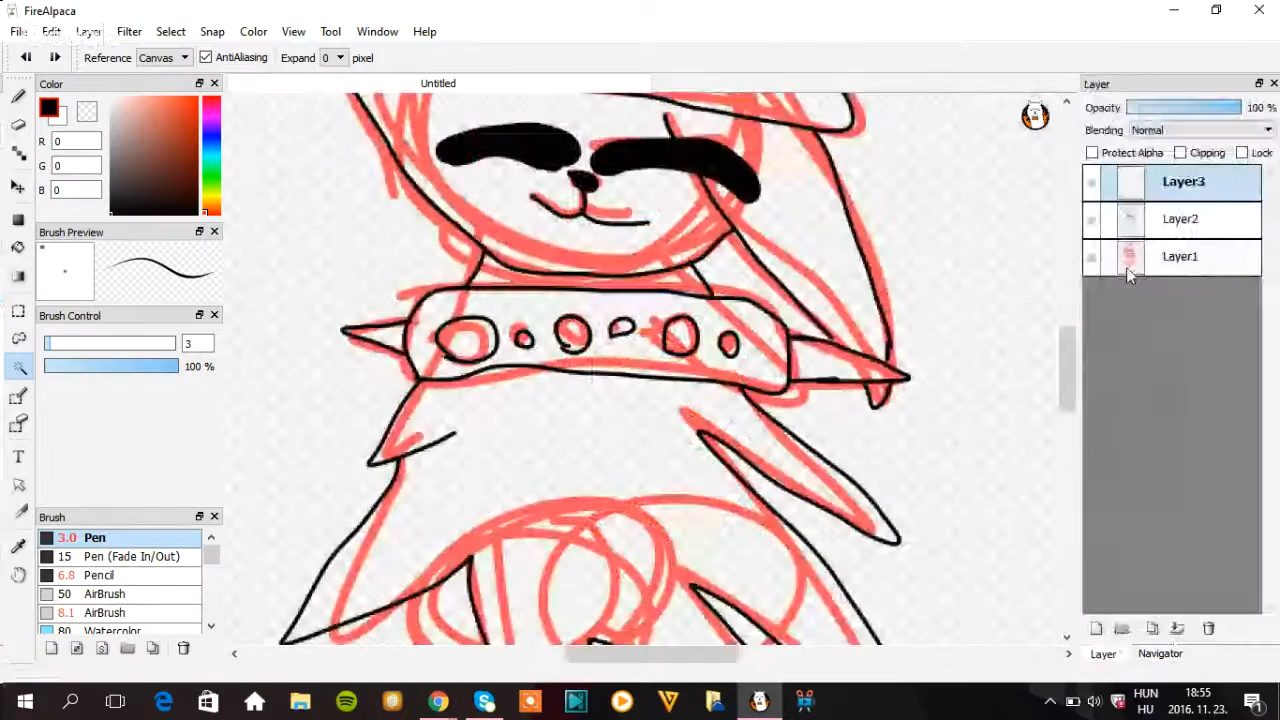 FireAlpaca
File Edit Layer Filter Select Snap Color View Tool Window Help
Reference Canvas AntiAliasing Expand 0 pixel
Color
R 0
G 0
B 0
Brush Preview
Brush Control
3
100 %
Brush
3.0 Pen
15 Pen (Fade In/Out)
6.8 Pencil
50 AirBrush
8.1 AirBrush
80 Watercolor
Untitled
Layer
Opacity 100 %
Blending Normal
Protect Alpha Clipping Lock
Layer3
Layer2
Layer1
Layer Navigator
HUN
HU
18:55
2016. 11. 23.